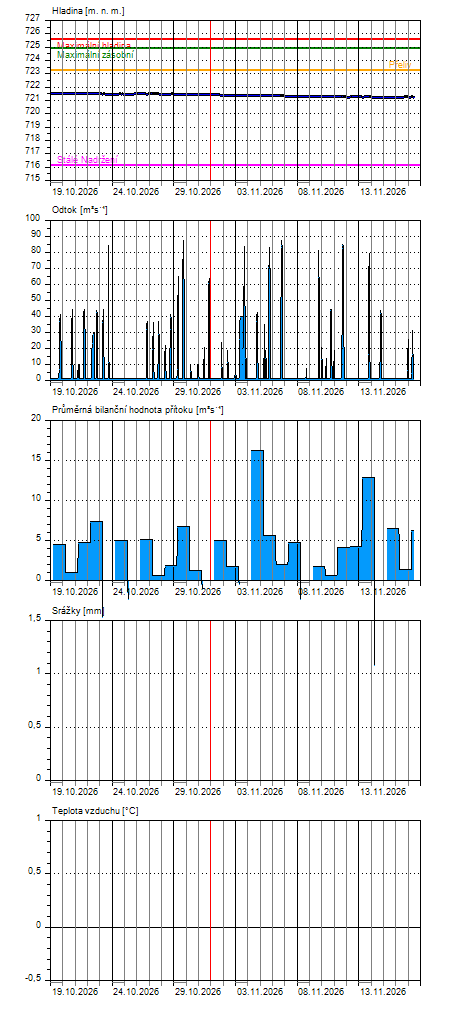 Hladina [m. n. m.]
727
726
725
724
723
722
721
720
719
718
717
716
715
Maximální hladina
Maximální zásobní
Přeliv
Stálé Nadržení
19.10.2026 24.10.2026 29.10.2026 03.11.2026 08.11.2026 13.11.2026
Odtok [m³s⁻¹]
100
90
80
70
60
50
40
30
20
10
0
19.10.2026 24.10.2026 29.10.2026 03.11.2026 08.11.2026 13.11.2026
Průměrná bilanční hodnota přítoku [m³s⁻¹]
20
15
10
5
0
19.10.2026 24.10.2026 29.10.2026 03.11.2026 08.11.2026 13.11.2026
Srážky [mm]
1,5
1
0,5
0
19.10.2026 24.10.2026 29.10.2026 03.11.2026 08.11.2026 13.11.2026
Teplota vzduchu [°C]
1
0,5
0
-0,5
19.10.2026 24.10.2026 29.10.2026 03.11.2026 08.11.2026 13.11.2026